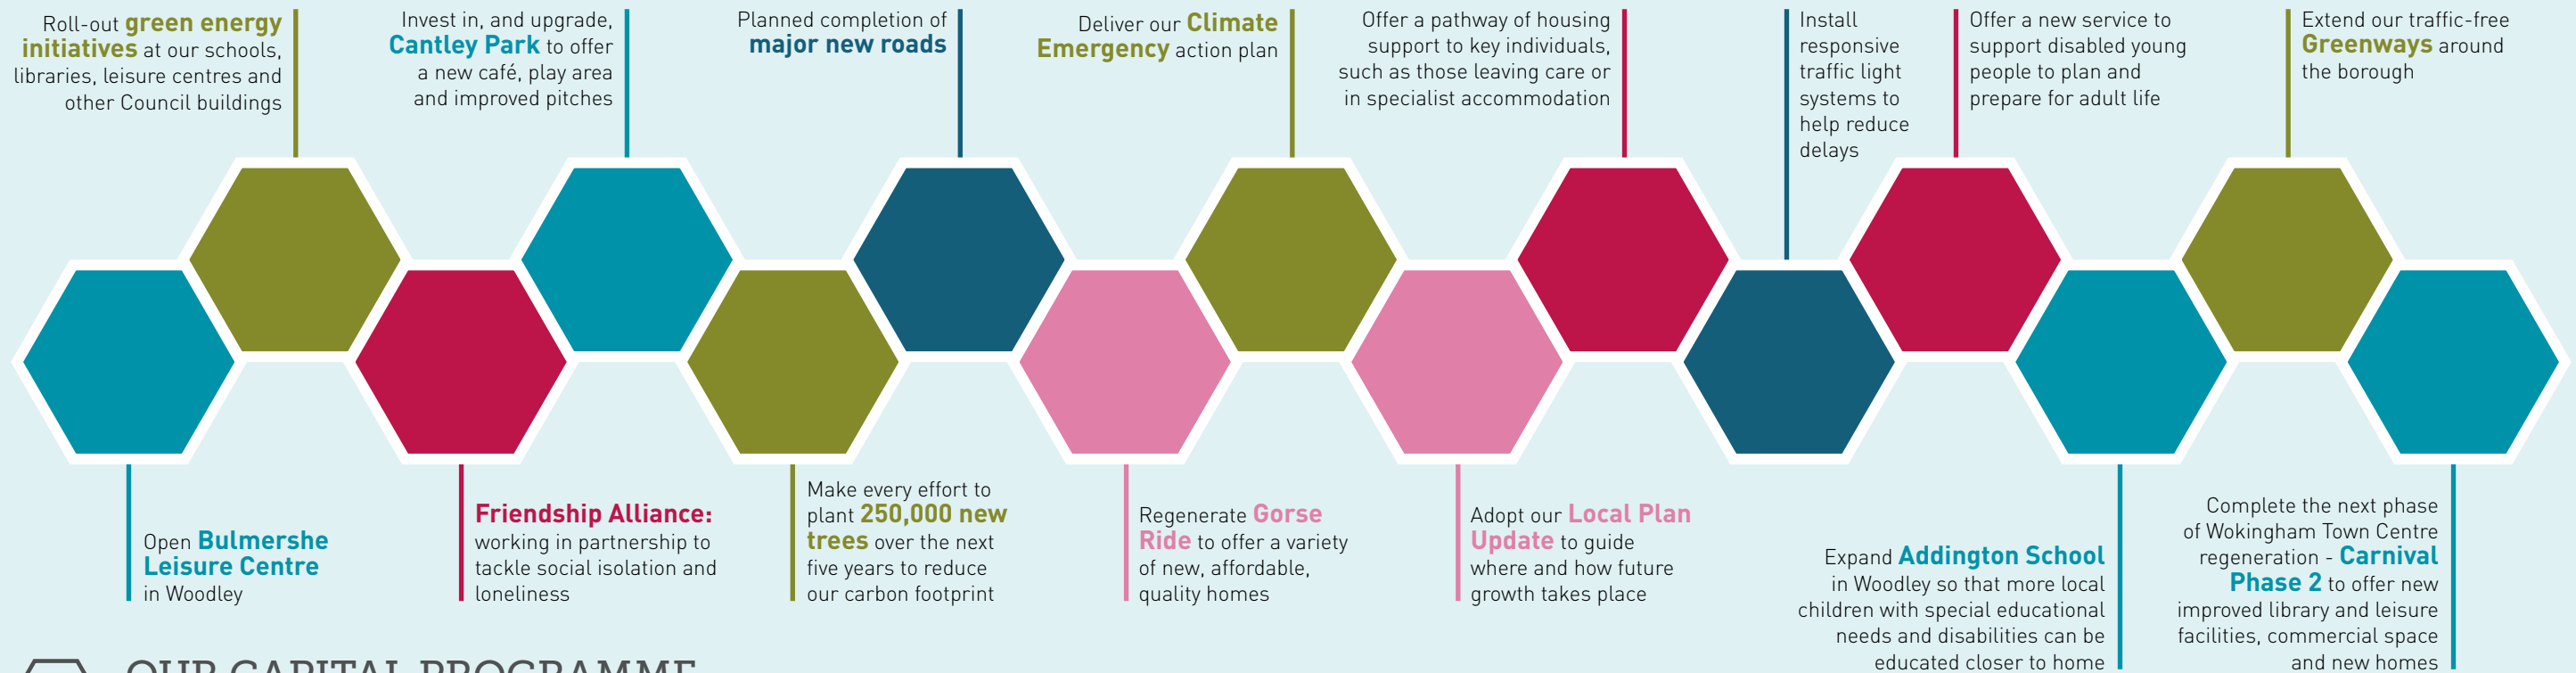 Roll-out green energy
initiatives at our schools,
libraries, leisure centres and
other Council buildings
Invest in, and upgrade,
Cantley Park to offer
a new café, play area
and improved pitches
Planned completion of
major new roads
Deliver our Climate
Emergency action plan
Offer a pathway of housing
support to key individuals,
such as those leaving care or
in specialist accommodation
Install
responsive
traffic light
systems to
help reduce
delays
Offer a new service to
support disabled young
people to plan and
prepare for adult life
Extend our traffic-free
Greenways around
the borough
Open Bulmershe
Leisure Centre
in Woodley
Friendship Alliance:
working in partnership to
tackle social isolation and
loneliness
Make every effort to
plant 250,000 new
trees over the next
five years to reduce
our carbon footprint
Regenerate Gorse
Ride to offer a variety
of new, affordable,
quality homes
Adopt our Local Plan
Update to guide
where and how future
growth takes place
Expand Addington School
in Woodley so that more local
children with special educational
needs and disabilities can be
educated closer to home
Complete the next phase
of Wokingham Town Centre
regeneration - Carnival
Phase 2 to offer new
improved library and leisure
facilities, commercial space
and new homes
OUR CAPITAL PROGRAMME